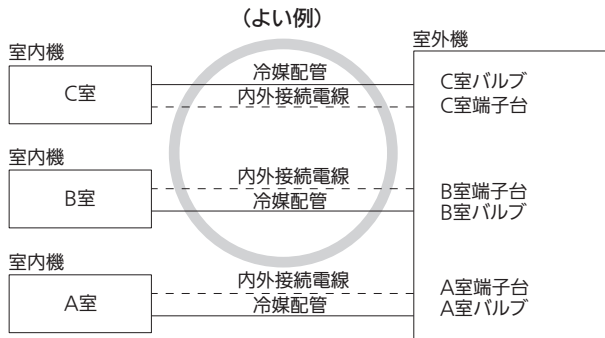 (よい例)
室外機
室内機
C室
冷媒配管
内外接続電線
C室バルブ
C室端子台
室内機
B室
内外接続電線
冷媒配管
B室端子台
B室バルブ
室内機
A室
内外接続電線
冷媒配管
A室端子台
A室バルブ